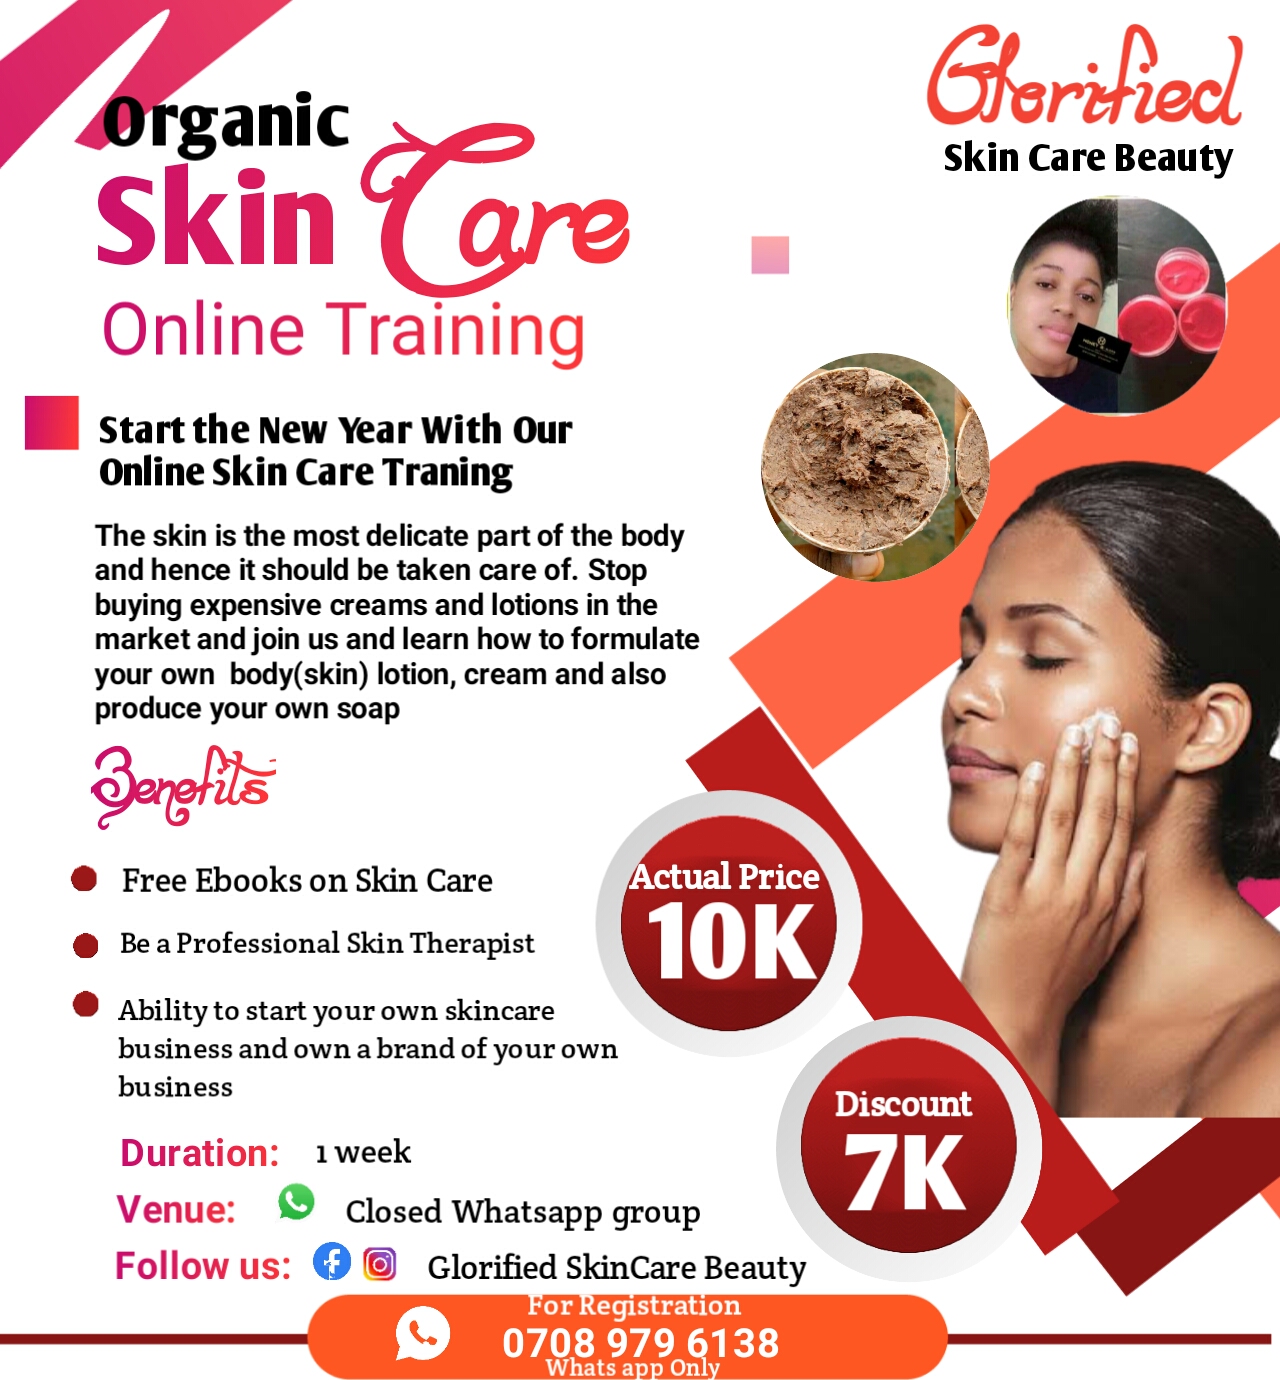 Organic
Skin Care
Online Training
Glorified
Skin Care Beauty
Start the New Year With Our
Online Skin Care Traning
The skin is the most delicate part of the body
and hence it should be taken care of. Stop
buying expensive creams and lotions in the
market and join us and learn how to formulate
your own body(skin) lotion, cream and also
produce your own soap
Benefits
Free Ebooks on Skin Care
Be a Professional Skin Therapist
Ability to start your own skincare
business and own a brand of your own
business
Actual Price
10K
Discount
7K
Duration: 1 week
Venue: Closed Whatsapp group
Follow us: Glorified SkinCare Beauty
For Registration
0708 979 6138
Whats app Only